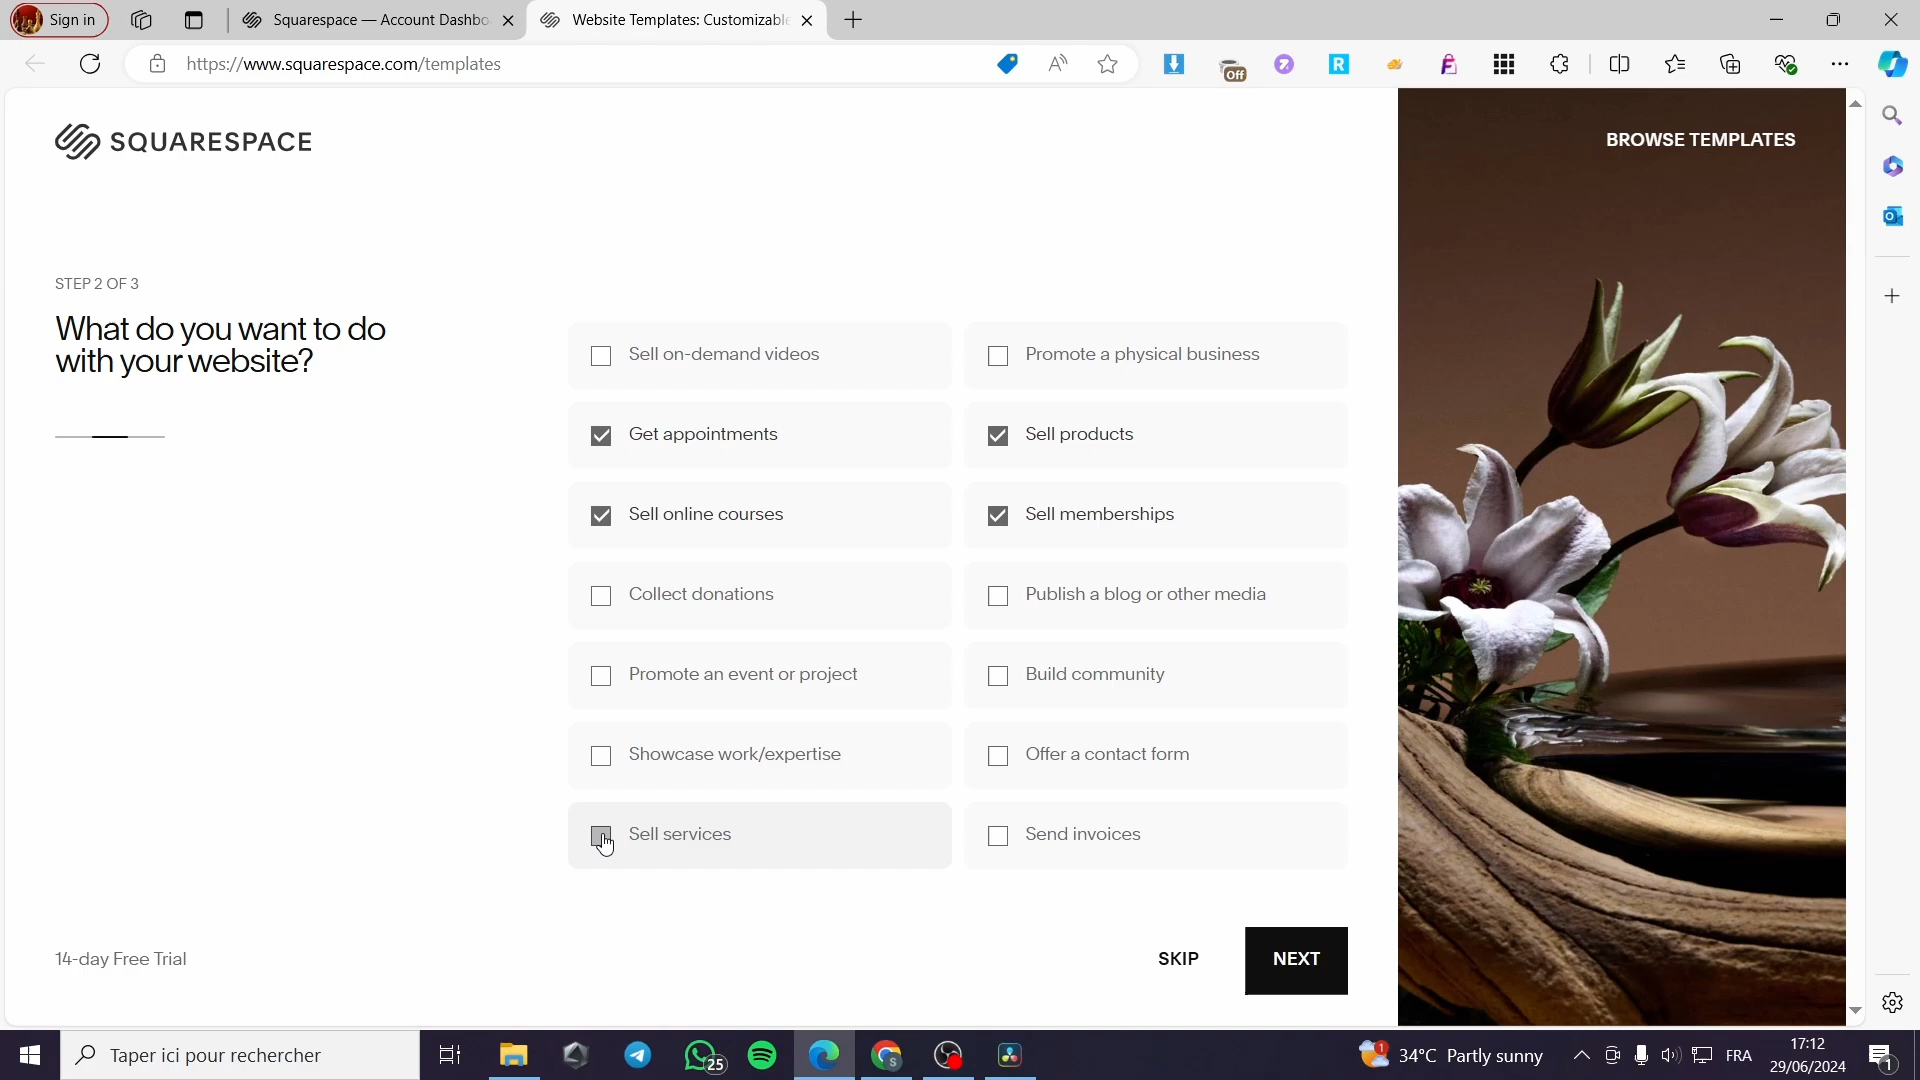 Sign in
Squarespace — Account Dashbo
Website Templates: Customizabl
https://www.squarespace.com/templates
Off
SQUARESPACE
BROWSE TEMPLATES
STEP 2 OF 3
What do you want to do
with your website?
Sell on-demand videos
Promote a physical business
Get appointments
Sell products
Sell online courses
Sell memberships
Collect donations
Publish a blog or other media
Promote an event or project
Build community
Showcase work/expertise
Offer a contact form
Sell services
Send invoices
14-day Free Trial
SKIP
NEXT
Taper ici pour rechercher
25
1
34°C Partly sunny
FRA
17:12
29/06/2024
1